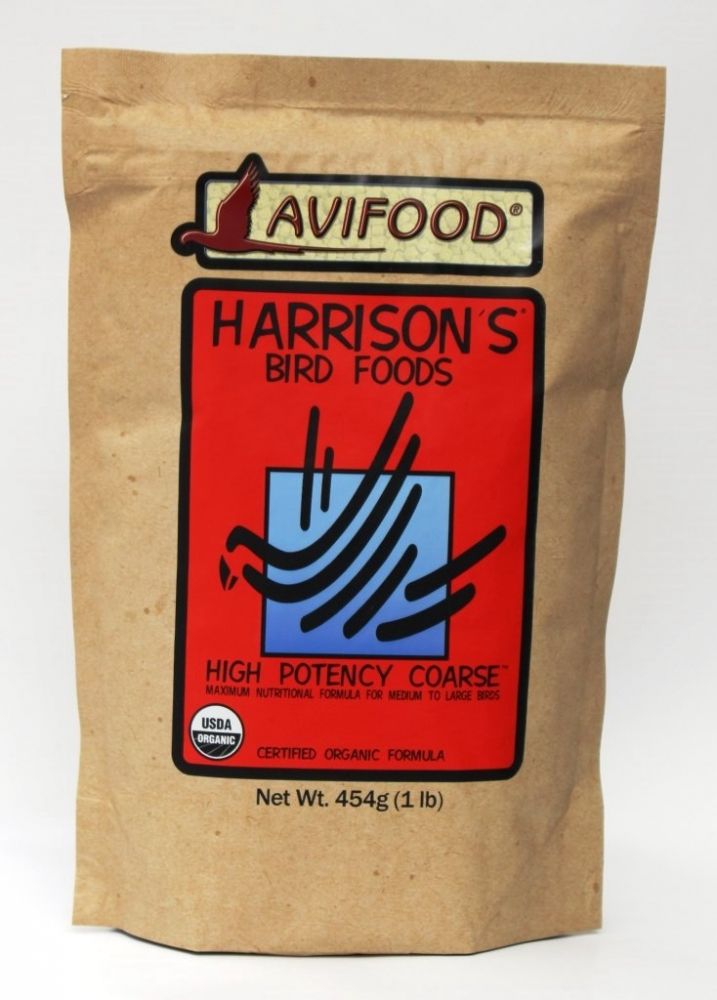 AVIFOOD®
HARRISON'S®
BIRD FOODS
HIGH POTENCY COARSE™
MAXIMUM NUTRITIONAL FORMULA FOR MEDIUM TO LARGE BIRDS
USDA
ORGANIC
CERTIFIED ORGANIC FORMULA
Net Wt. 454g (1 lb)